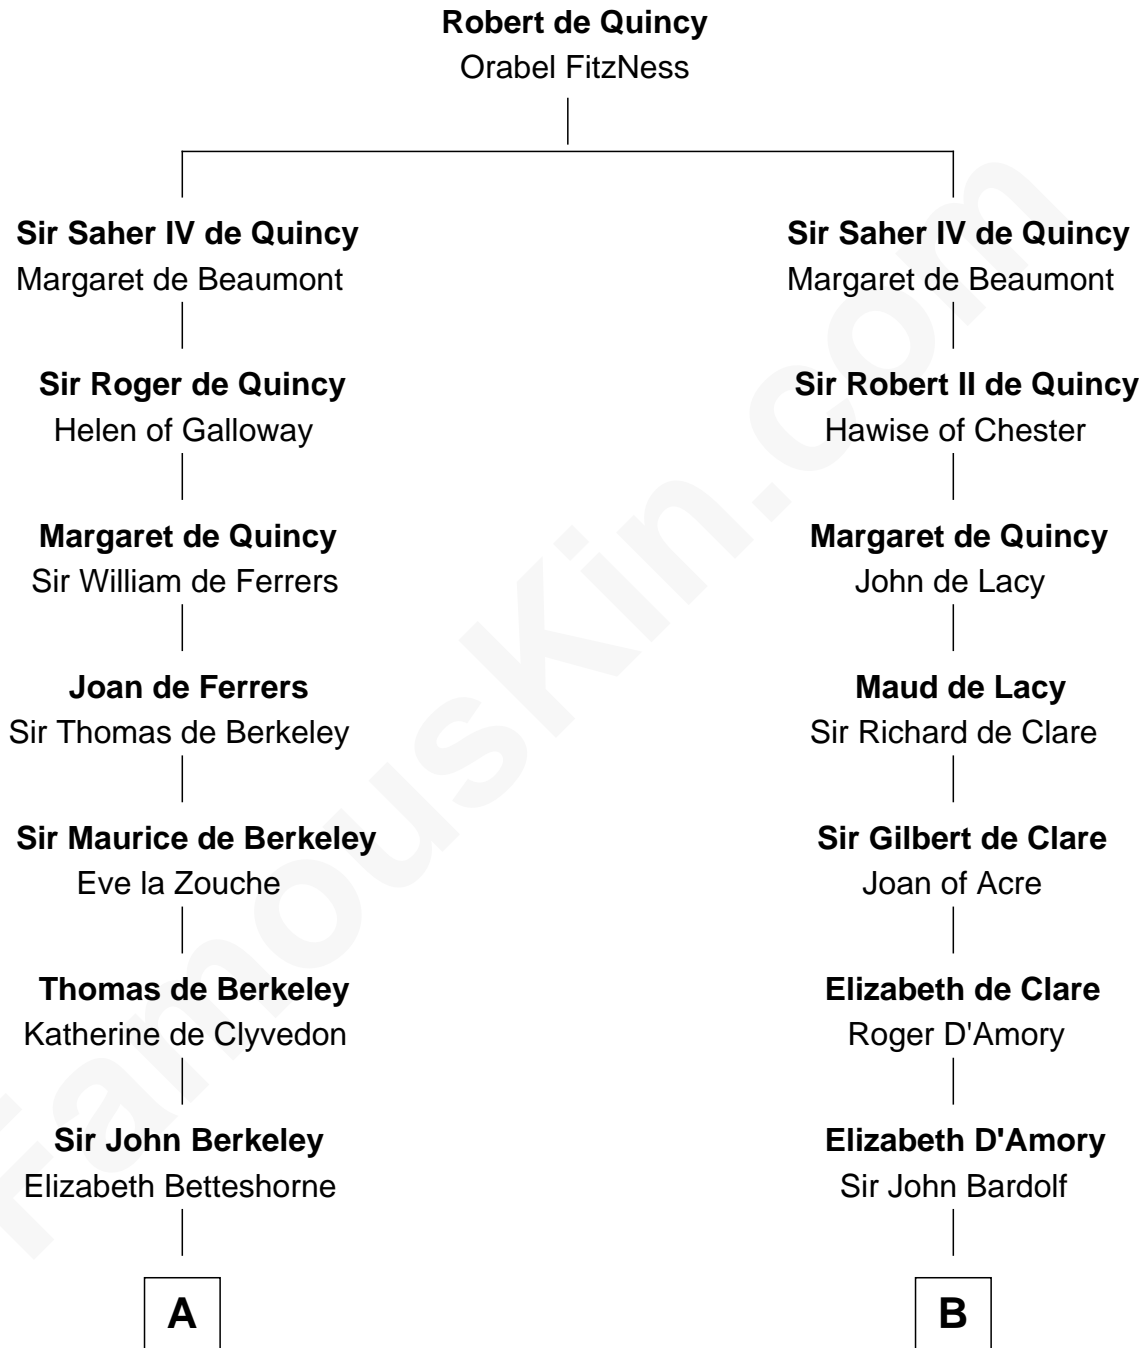 Robert de Quincy
Orabel FitzNess
Sir Saher IV de Quincy
Margaret de Beaumont
Sir Saher IV de Quincy
Margaret de Beaumont
Sir Roger de Quincy
Helen of Galloway
Sir Robert II de Quincy
Hawise of Chester
Margaret de Quincy
Sir William de Ferrers
Margaret de Quincy
John de Lacy
Joan de Ferrers
Sir Thomas de Berkeley
Maud de Lacy
Sir Richard de Clare
Sir Maurice de Berkeley
Eve la Zouche
Sir Gilbert de Clare
Joan of Acre
Thomas de Berkeley
Katherine de Clyvedon
Elizabeth de Clare
Roger D'Amory
Sir John Berkeley
Elizabeth Betteshorne
Elizabeth D'Amory
Sir John Bardolf
A
B
FamousKin.com